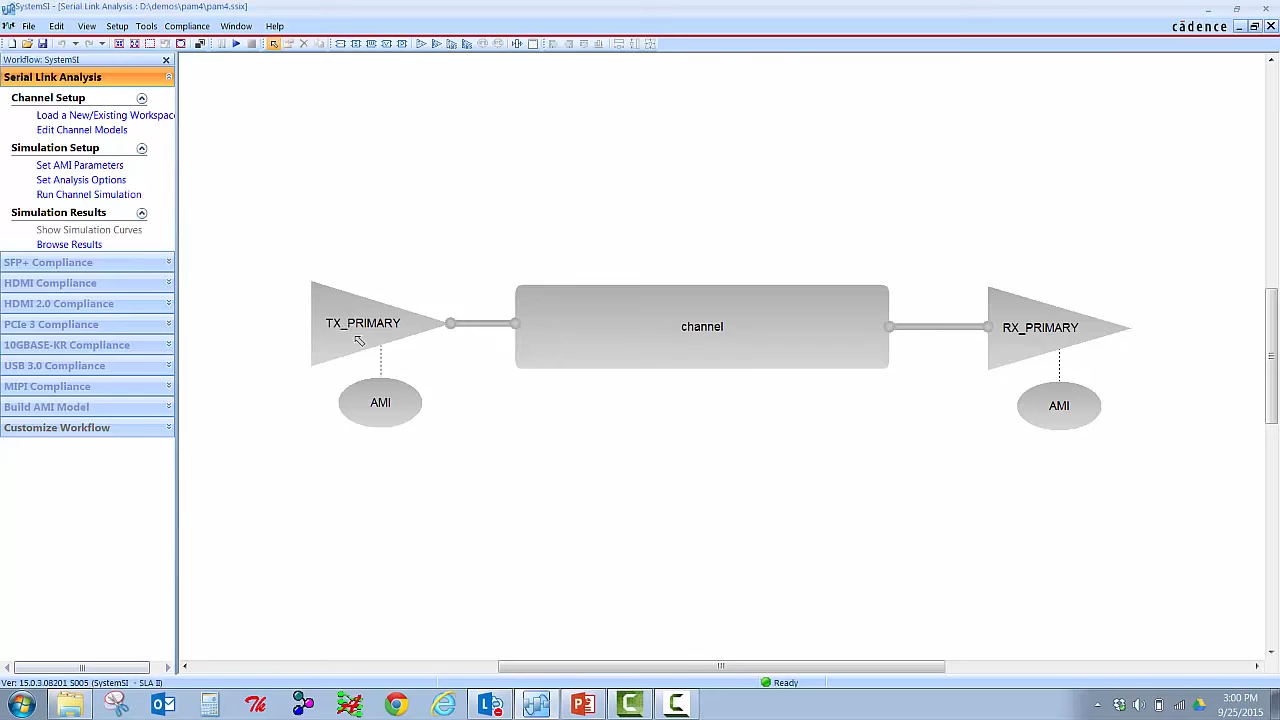 SystemSI - [Serial Link Analysis : D:\demos\pam4\pam4.ssix]
File Edit View Setup Tools Compliance Window Help
cādence
Workflow: SystemSI
Serial Link Analysis
Channel Setup
Load a New/Existing Workspac
Edit Channel Models
Simulation Setup
Set AMI Parameters
Set Analysis Options
Run Channel Simulation
Simulation Results
Show Simulation Curves
Browse Results
SFP+ Compliance
HDMI Compliance
HDMI 2.0 Compliance
PCIe 3 Compliance
10GBASE-KR Compliance
USB 3.0 Compliance
MIPI Compliance
Build AMI Model
Customize Workflow
TX_PRIMARY
channel
RX_PRIMARY
AMI
AMI
Ver: 15.0.3.08201 S005 (SystemSI - SLA II)
Ready
3:00 PM
9/25/2015